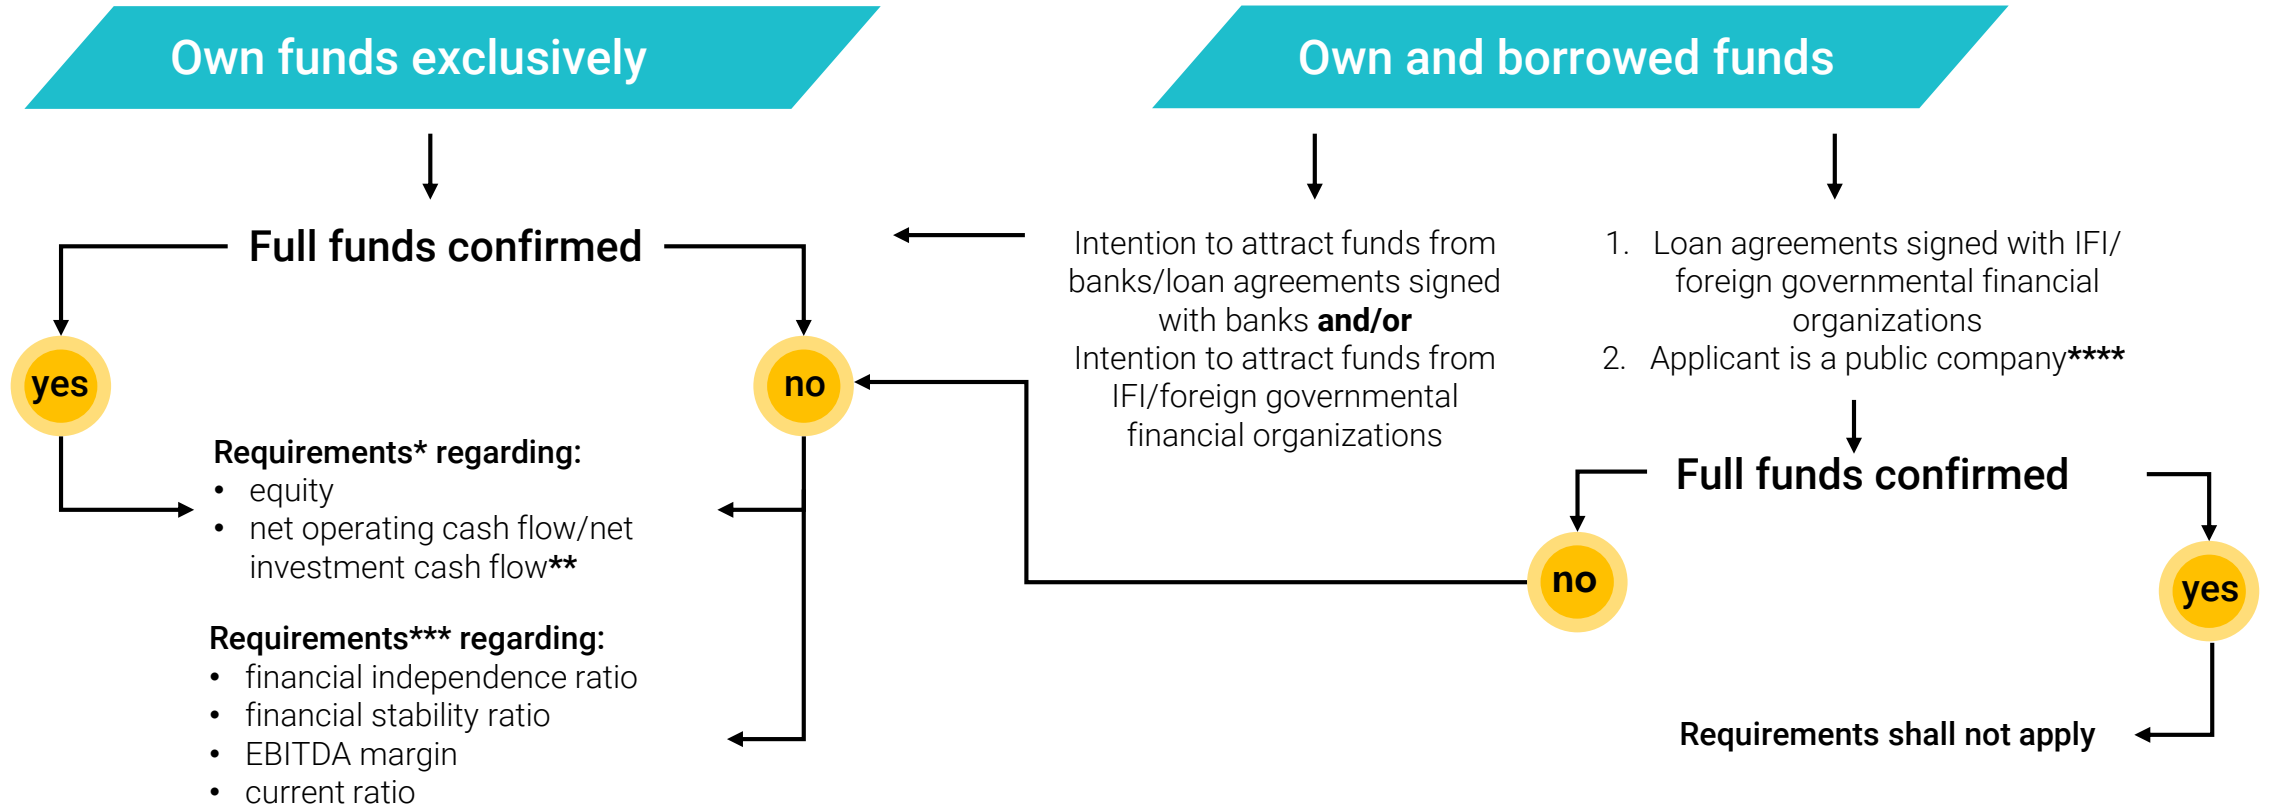 Own funds exclusively
Own and borrowed funds
Full funds confirmed
yes
no
Requirements* regarding:
• equity
• net operating cash flow/net
investment cash flow**
Requirements*** regarding:
• financial independence ratio
• financial stability ratio
• EBITDA margin
• current ratio
Intention to attract funds from
banks/loan agreements signed
with banks and/or
Intention to attract funds from
IFI/foreign governmental
financial organizations
1. Loan agreements signed with IFI/
foreign governmental financial
organizations
2. Applicant is a public company****
Full funds confirmed
no
yes
Requirements shall not apply